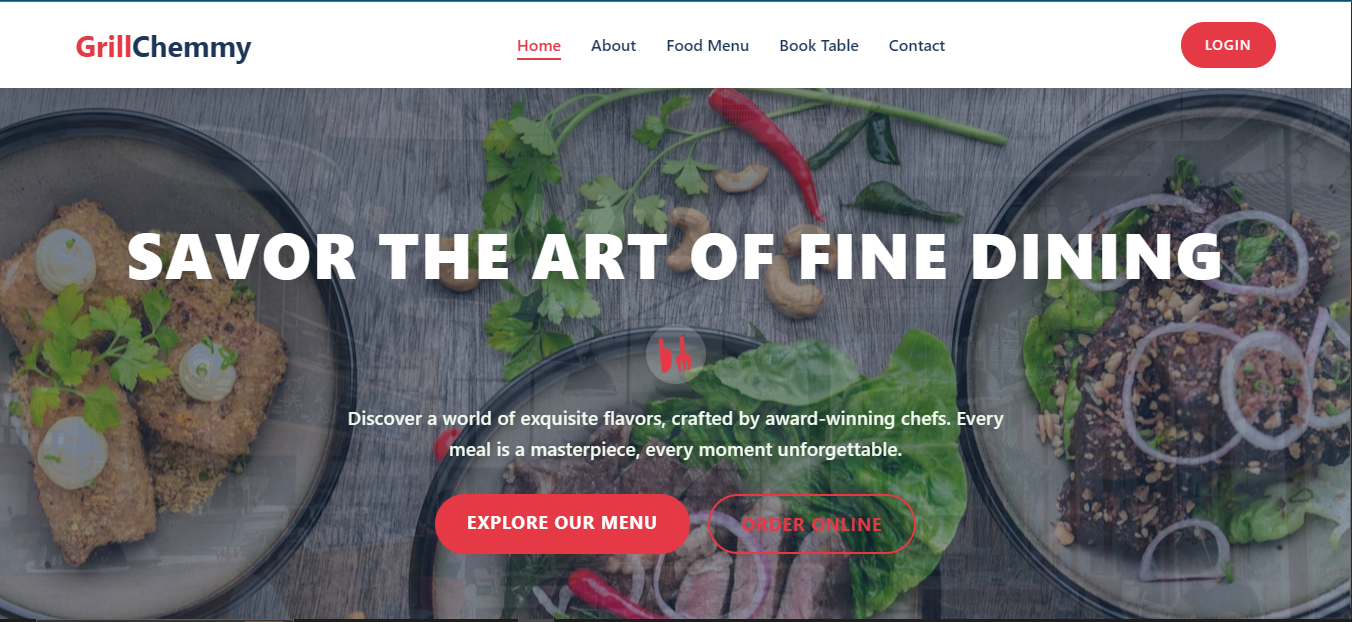 GrillChemmy
Home About Food Menu Book Table Contact
LOGIN
SAVOR THE ART OF FINE DINING
Discover a world of exquisite flavors, crafted by award-winning chefs. Every
meal is a masterpiece, every moment unforgettable.
EXPLORE OUR MENU
ORDER ONLINE